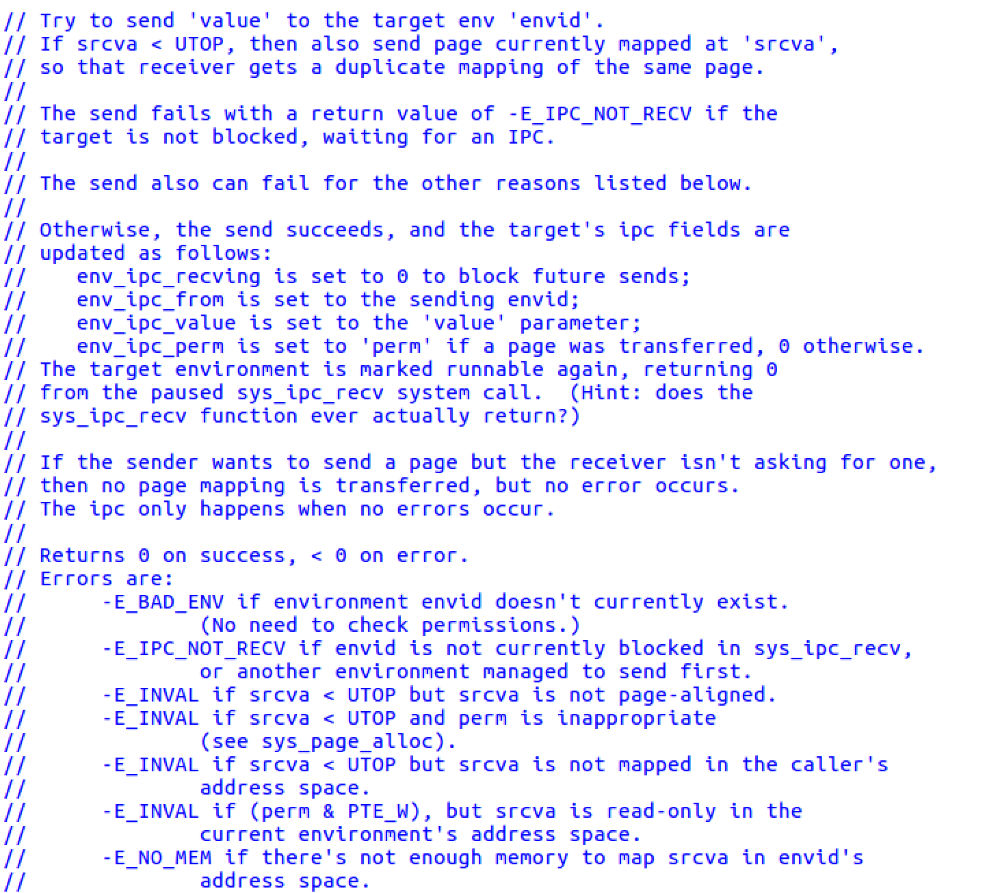 // Try to send 'value' to the target env 'envid'.
// If srcva < UTOP, then also send page currently mapped at 'srcva',
// so that receiver gets a duplicate mapping of the same page.
//
// The send fails with a return value of -E_IPC_NOT_RECV if the
// target is not blocked, waiting for an IPC.
//
// The send also can fail for the other reasons listed below.
//
// Otherwise, the send succeeds, and the target's ipc fields are
// updated as follows:
//    env_ipc_recving is set to 0 to block future sends;
//    env_ipc_from is set to the sending envid;
//    env_ipc_value is set to the 'value' parameter;
//    env_ipc_perm is set to 'perm' if a page was transferred, 0 otherwise.
// The target environment is marked runnable again, returning 0
// from the paused sys_ipc_recv system call.  (Hint: does the
// sys_ipc_recv function ever actually return?)
//
// If the sender wants to send a page but the receiver isn't asking for one,
// then no page mapping is transferred, but no error occurs.
// The ipc only happens when no errors occur.
//
// Returns 0 on success, < 0 on error.
// Errors are:
//      -E_BAD_ENV if environment envid doesn't currently exist.
//              (No need to check permissions.)
//      -E_IPC_NOT_RECV if envid is not currently blocked in sys_ipc_recv,
//              or another environment managed to send first.
//      -E_INVAL if srcva < UTOP but srcva is not page-aligned.
//      -E_INVAL if srcva < UTOP and perm is inappropriate
//              (see sys_page_alloc).
//      -E_INVAL if srcva < UTOP but srcva is not mapped in the caller's
//              address space.
//      -E_INVAL if (perm & PTE_W), but srcva is read-only in the
//              current environment's address space.
//      -E_NO_MEM if there's not enough memory to map srcva in envid's
//              address space.